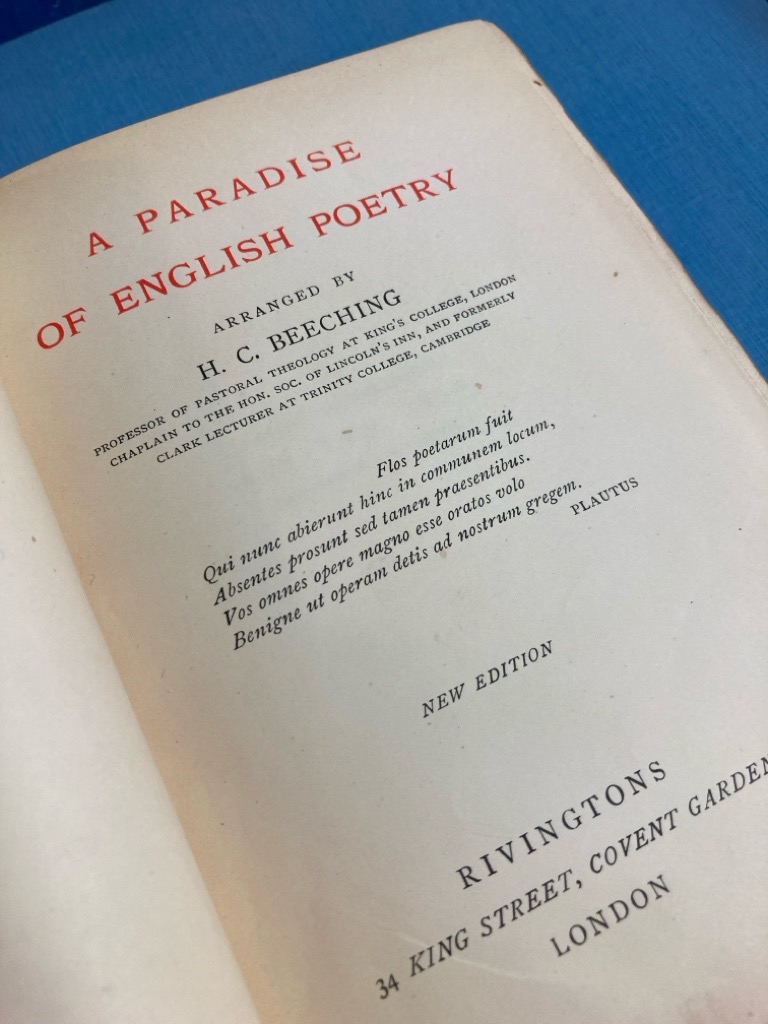 A PARADISE
OF ENGLISH POETRY
ARRANGED BY
H. C. BEECHING
PROFESSOR OF PASTORAL THEOLOGY AT KING'S COLLEGE, LONDON
CHAPLAIN TO THE HON. SOC. OF LINCOLN'S INN, AND FORMERLY
CLARK LECTURER AT TRINITY COLLEGE, CAMBRIDGE
Flos poetarum fuit
Qui nunc abierunt hinc in communem locum,
Absentes prosunt sed tamen praesentibus.
Vos omnes opere magno esse oratos volo
Benigne ut operam detis ad nostrum gregem.
PLAUTUS
NEW EDITION
RIVINGTONS
34 KING STREET, COVENT GARDEN
LONDON